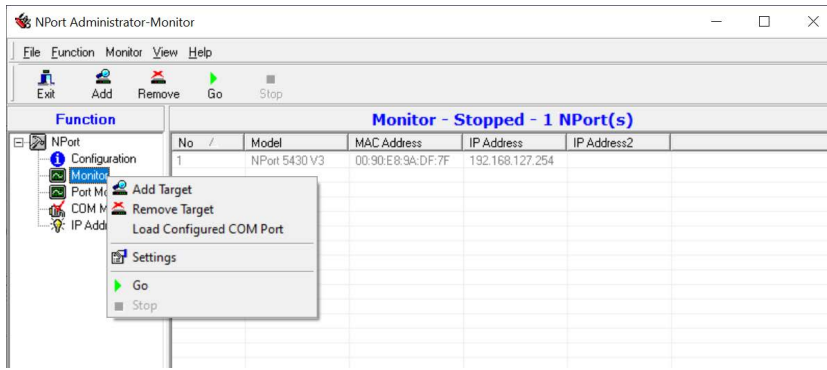 NPort Administrator-Monitor
File Function Monitor View Help
Exit Add Remove Go Stop
Function
Monitor - Stopped - 1 NPort(s)
NPort
Configuration
Monitor
Port Mo
COM M
IP Addr
No / Model MAC Address IP Address IP Address2
1 NPort 5430 V3 00:90:E8:9A:DF:7F 192.168.127.254
Add Target
Remove Target
Load Configured COM Port
Settings
Go
Stop